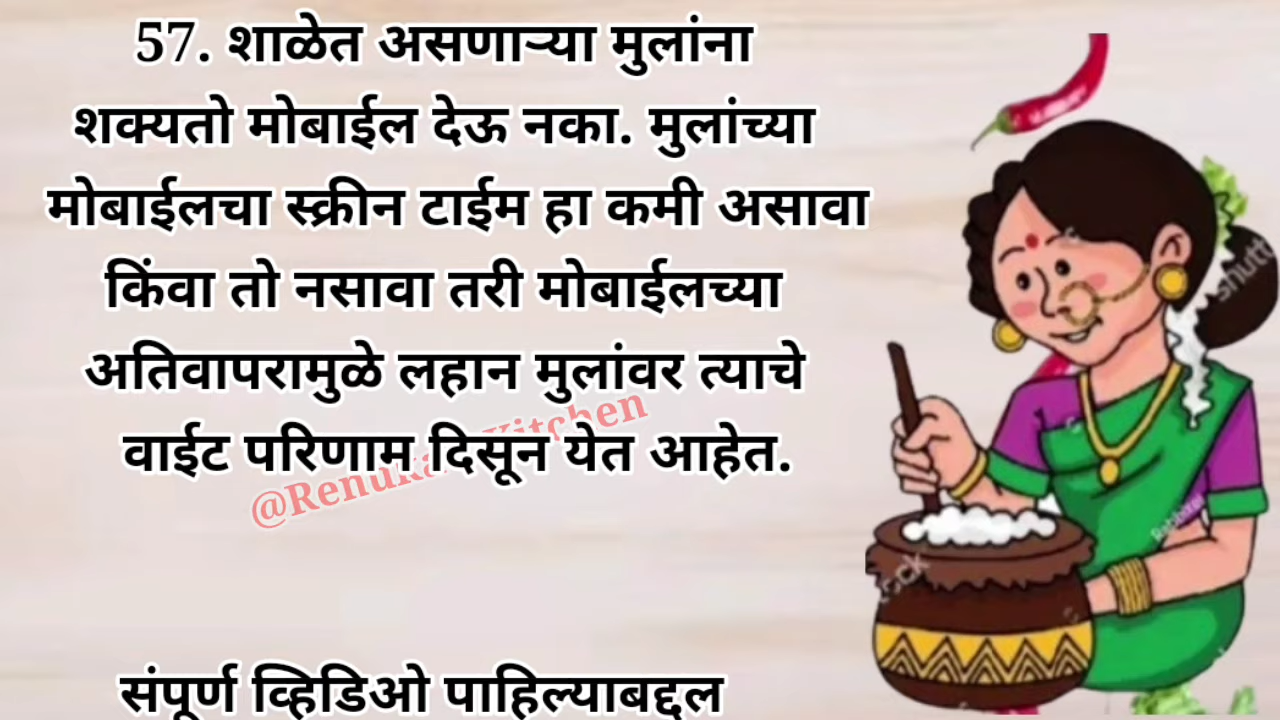 57. शाळेत असणाऱ्या मुलांना
शक्यतो मोबाईल देऊ नका. मुलांच्या
मोबाईलचा स्क्रीन टाईम हा कमी असावा
किंवा तो नसावा तरी मोबाईलच्या
अतिवापरामुळे लहान मुलांवर त्याचे
वाईट परिणाम दिसून येत आहेत.
संपूर्ण व्हिडिओ पाहिल्याबद्दल